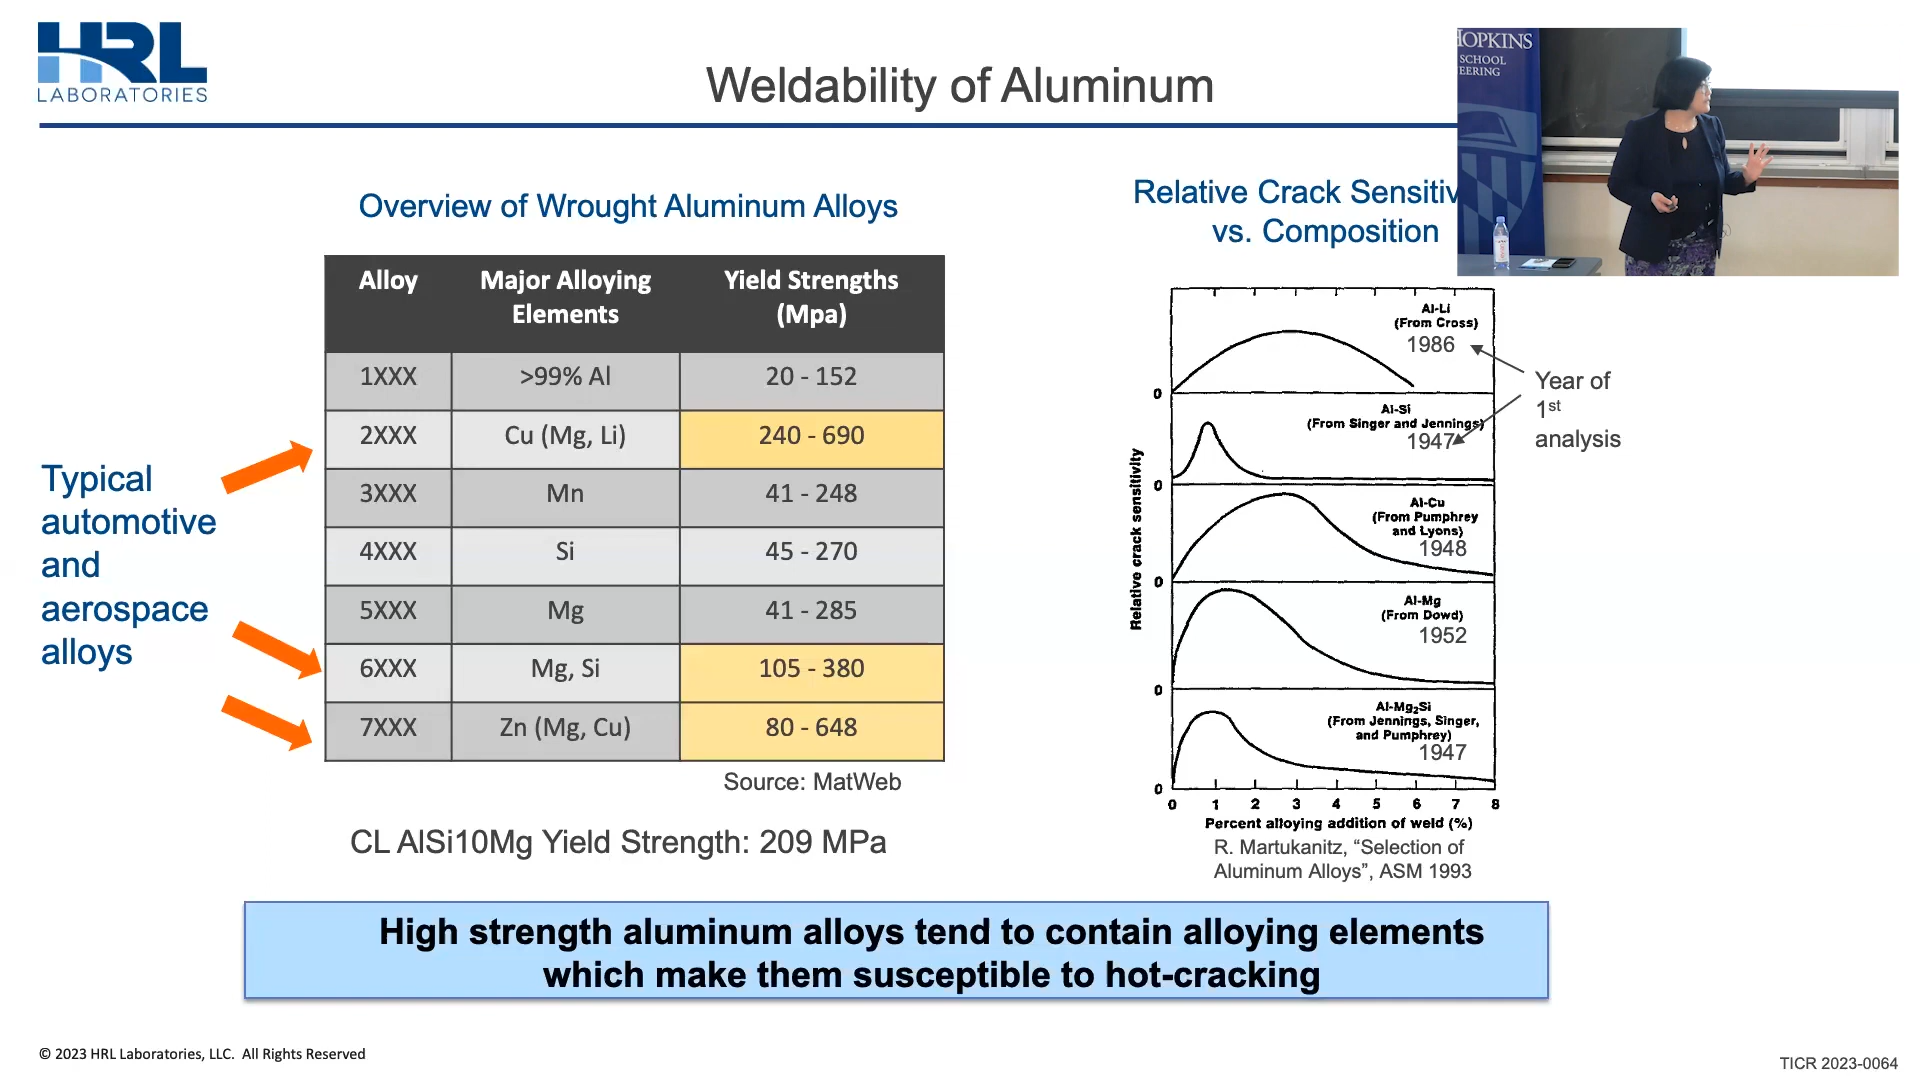 HRL
LABORATORIES
Weldability of Aluminum
HOPKINS
SCHOOL
EERING
Overview of Wrought Aluminum Alloys
Alloy Major Alloying Elements Yield Strengths (Mpa)
1XXX >99% Al 20 - 152
2XXX Cu (Mg, Li) 240 - 690
3XXX Mn 41 - 248
4XXX Si 45 - 270
5XXX Mg 41 - 285
6XXX Mg, Si 105 - 380
7XXX Zn (Mg, Cu) 80 - 648
Source: MatWeb
CL AlSi10Mg Yield Strength: 209 MPa
Typical
automotive
and
aerospace
alloys
Relative Crack Sensitiv
vs. Composition
Al-Li
(From Cross)
1986
0
Al-Si
(From Singer and Jennings)
1947
0
Al-Cu
(From Pumphrey
and Lyons)
1948
0
Al-Mg
(From Dowd)
1952
0
Al-Mg₂Si
(From Jennings, Singer,
and Pumphrey)
1947
0
Relative crack sensitivity
0 1 2 3 4 5 6 7 8
Percent alloying addition of weld (%)
Year of
1st
analysis
R. Martukanitz, “Selection of
Aluminum Alloys”, ASM 1993
High strength aluminum alloys tend to contain alloying elements
which make them susceptible to hot-cracking
© 2023 HRL Laboratories, LLC. All Rights Reserved
TICR 2023-0064